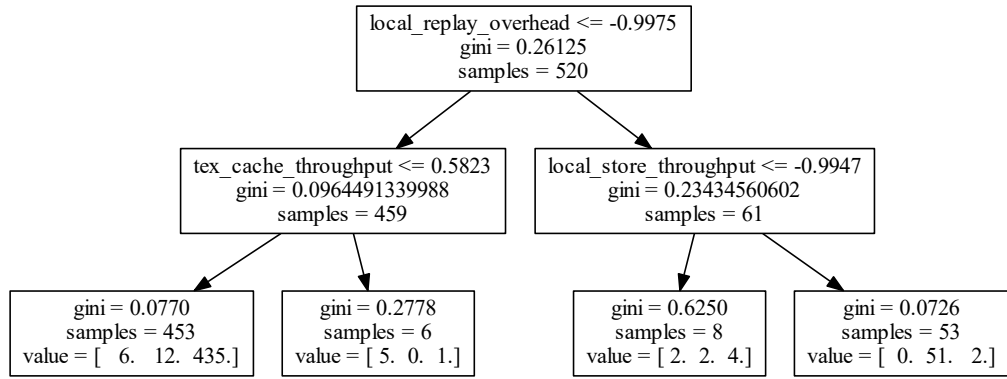 local_replay_overhead <= -0.9975
gini = 0.26125
samples = 520
tex_cache_throughput <= 0.5823
gini = 0.0964491339988
samples = 459
local_store_throughput <= -0.9947
gini = 0.23434560602
samples = 61
gini = 0.0770
samples = 453
value = [ 6. 12. 435.]
gini = 0.2778
samples = 6
value = [ 5. 0. 1.]
gini = 0.6250
samples = 8
value = [ 2. 2. 4.]
gini = 0.0726
samples = 53
value = [ 0. 51. 2.]